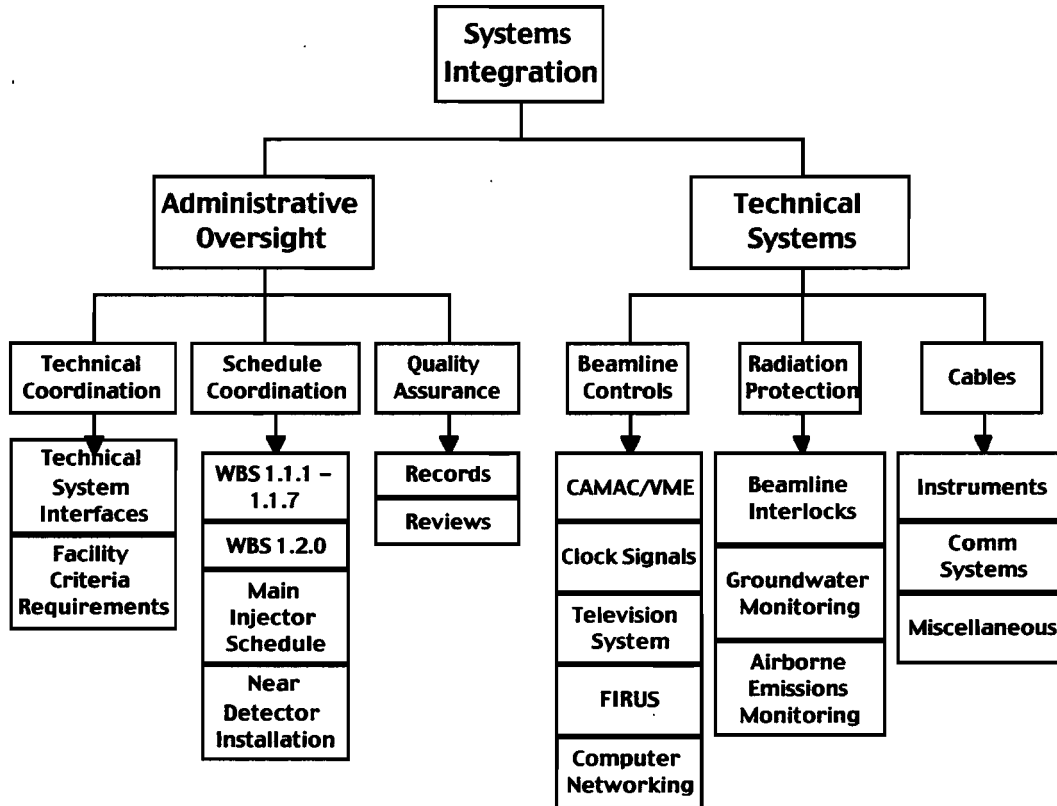 Systems
Integration
Administrative
Oversight
Technical
Systems
Technical
Coordination
Schedule
Coordination
Quality
Assurance
Beamline
Controls
Radiation
Protection
Cables
Technical
System
Interfaces
Facility
Criteria
Requirements
WBS 1.1.1 –
1.1.7
WBS 1.2.0
Main
Injector
Schedule
Near
Detector
Installation
Records
Reviews
CAMAC/VME
Clock Signals
Television
System
FIRUS
Computer
Networking
Beamline
Interlocks
Groundwater
Monitoring
Airborne
Emissions
Monitoring
Instruments
Comm
Systems
Miscellaneous